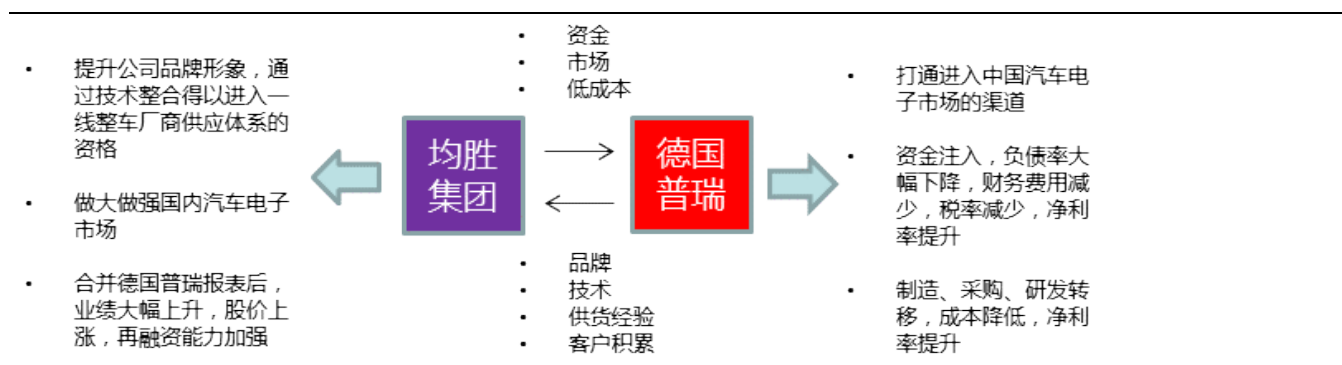 • 提升公司品牌形象，通
过技术整合得以进入一
线整车厂商供应体系的
资格
• 做大做强国内汽车电子
市场
• 合并德国普瑞报表后，
业绩大幅上升，股价上
涨，再融资能力加强
• 资金
• 市场
• 低成本
均胜
集团
德国
普瑞
• 品牌
• 技术
• 供货经验
• 客户积累
• 打通进入中国汽车电
子市场的渠道
• 资金注入，负债率大
幅下降，财务费用减
少，税率减少，净利
率提升
• 制造、采购、研发转
移，成本降低，净利
率提升